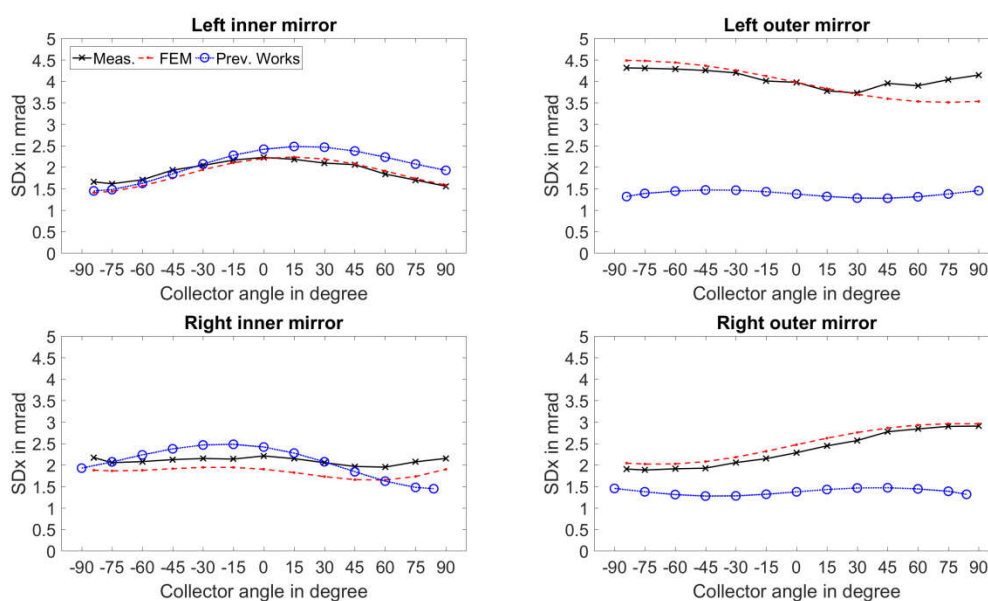 Left inner mirror
Meas. FEM Prev. Works
SDx in mrad
5
4.5
4
3.5
3
2.5
2
1.5
1
0.5
0
-90 -75 -60 -45 -30 -15 0 15 30 45 60 75 90
Collector angle in degree
Left outer mirror
SDx in mrad
5
4.5
4
3.5
3
2.5
2
1.5
1
0.5
0
-90 -75 -60 -45 -30 -15 0 15 30 45 60 75 90
Collector angle in degree
Right inner mirror
SDx in mrad
5
4.5
4
3.5
3
2.5
2
1.5
1
0.5
0
-90 -75 -60 -45 -30 -15 0 15 30 45 60 75 90
Collector angle in degree
Right outer mirror
SDx in mrad
5
4.5
4
3.5
3
2.5
2
1.5
1
0.5
0
-90 -75 -60 -45 -30 -15 0 15 30 45 60 75 90
Collector angle in degree